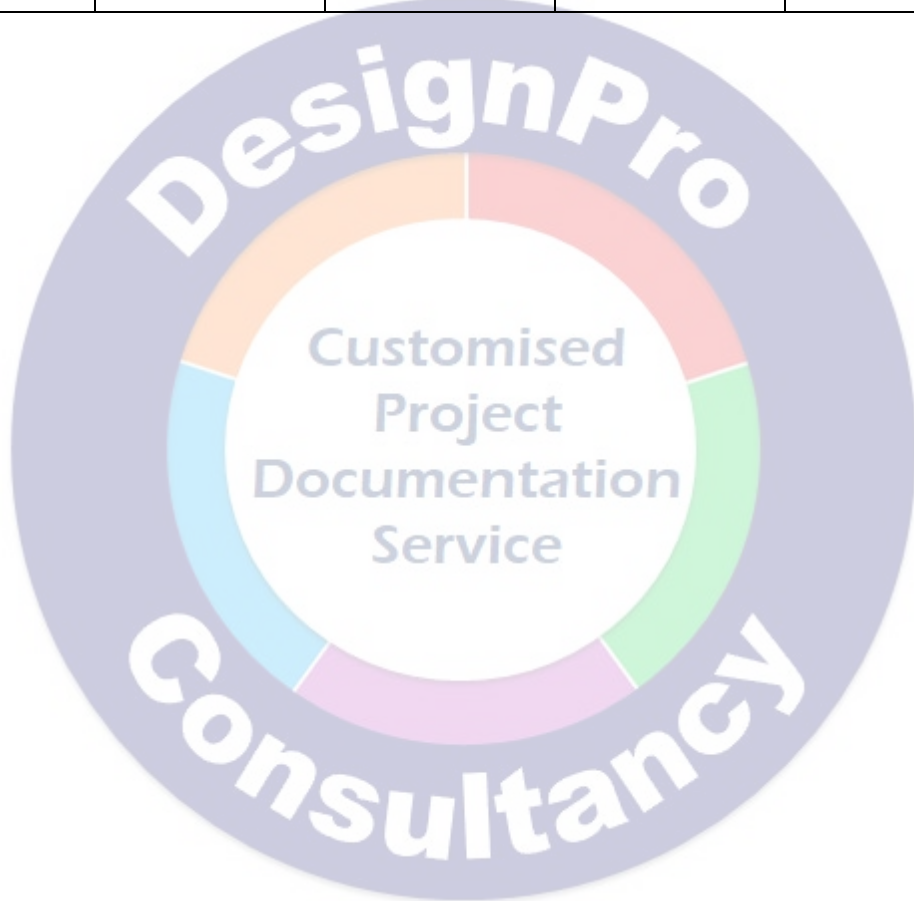 DesignPro
Customised
Project
Documentation
Service
Consultancy